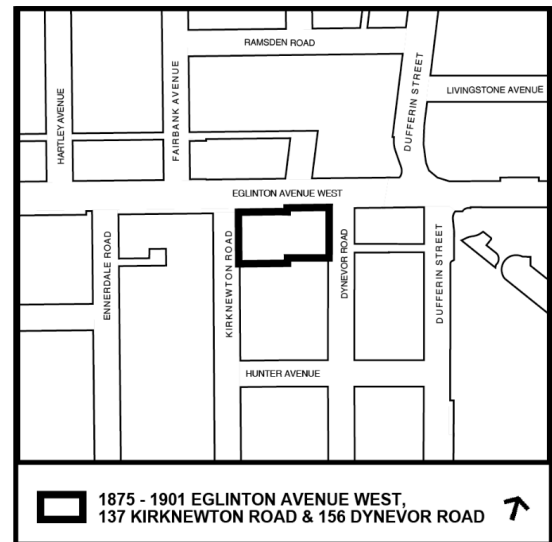 RAMSDEN ROAD
LIVINGSTONE AVENUE
HARTLEY AVENUE
FAIRBANK AVENUE
DUFFERIN STREET
EGLINTON AVENUE WEST
ENNERDALE ROAD
KIRKNEWTON ROAD
DYNEVOR ROAD
DUFFERIN STREET
HUNTER AVENUE
1875 - 1901 EGLINTON AVENUE WEST,
137 KIRKNEWTON ROAD & 156 DYNEVOR ROAD